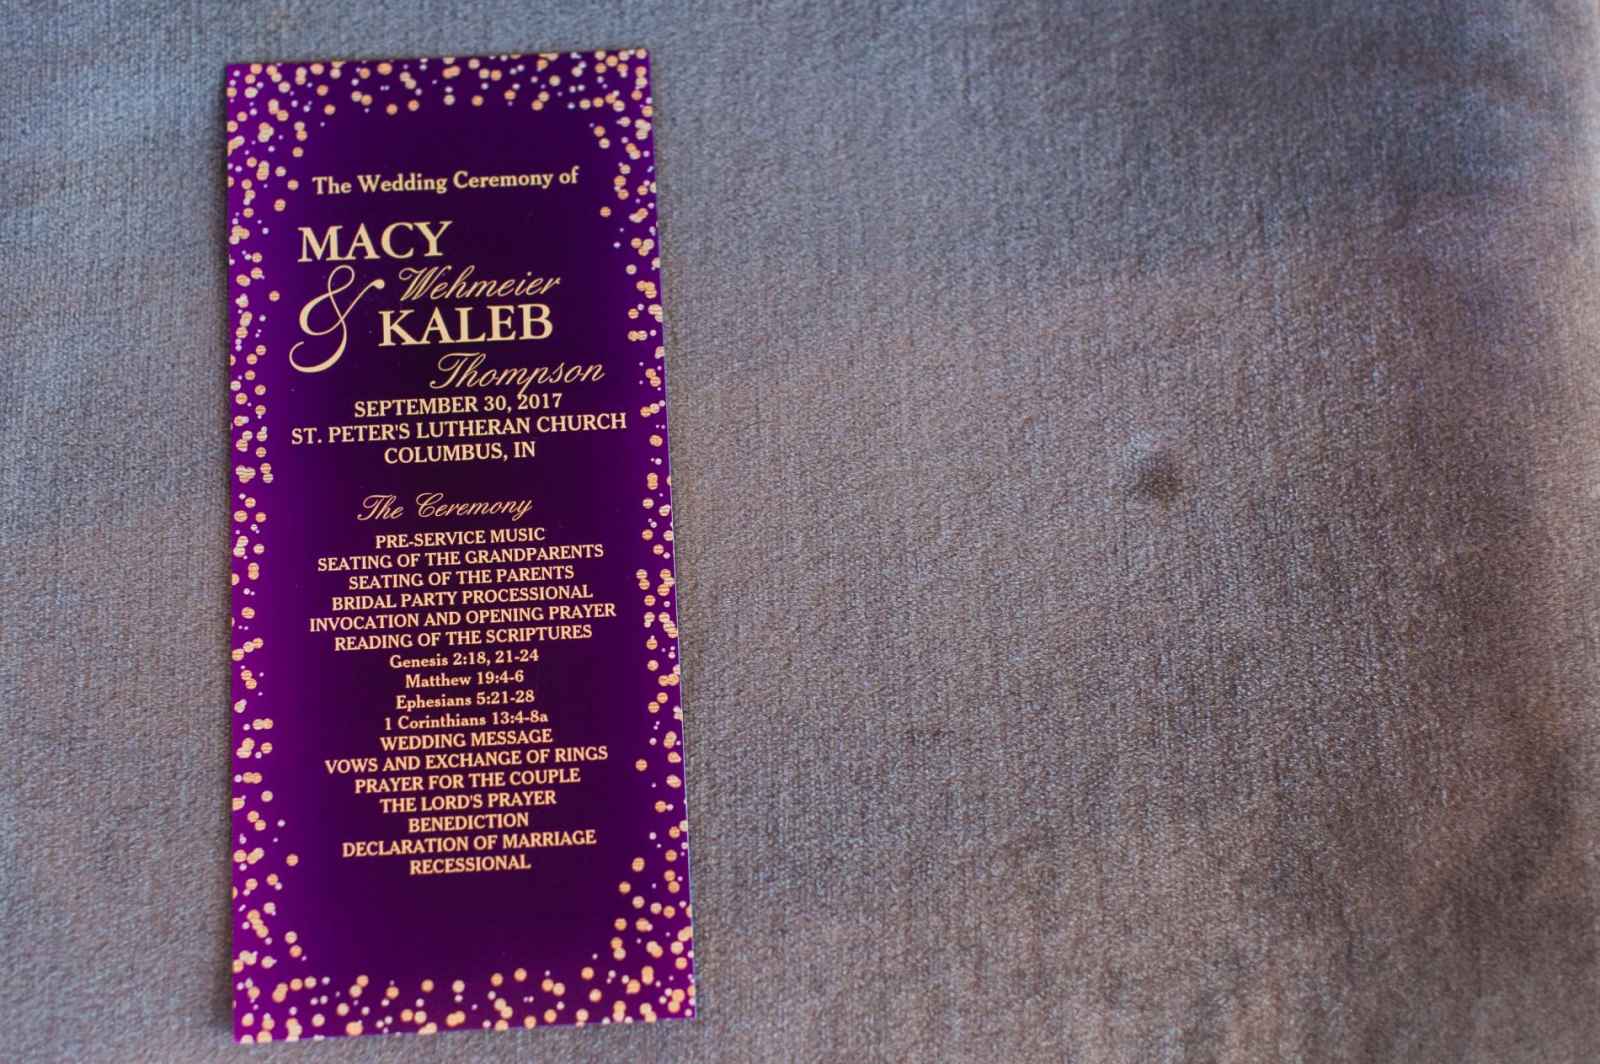 The Wedding Ceremony of
MACY
Wehmeier
& KALEB
Thompson
SEPTEMBER 30, 2017
ST. PETER'S LUTHERAN CHURCH
COLUMBUS, IN
The Ceremony
PRE-SERVICE MUSIC
SEATING OF THE GRANDPARENTS
SEATING OF THE PARENTS
BRIDAL PARTY PROCESSIONAL
INVOCATION AND OPENING PRAYER
READING OF THE SCRIPTURES
Genesis 2:18, 21-24
Matthew 19:4-6
Ephesians 5:21-28
1 Corinthians 13:4-8a
WEDDING MESSAGE
VOWS AND EXCHANGE OF RINGS
PRAYER FOR THE COUPLE
THE LORD'S PRAYER
BENEDICTION
DECLARATION OF MARRIAGE
RECESSIONAL